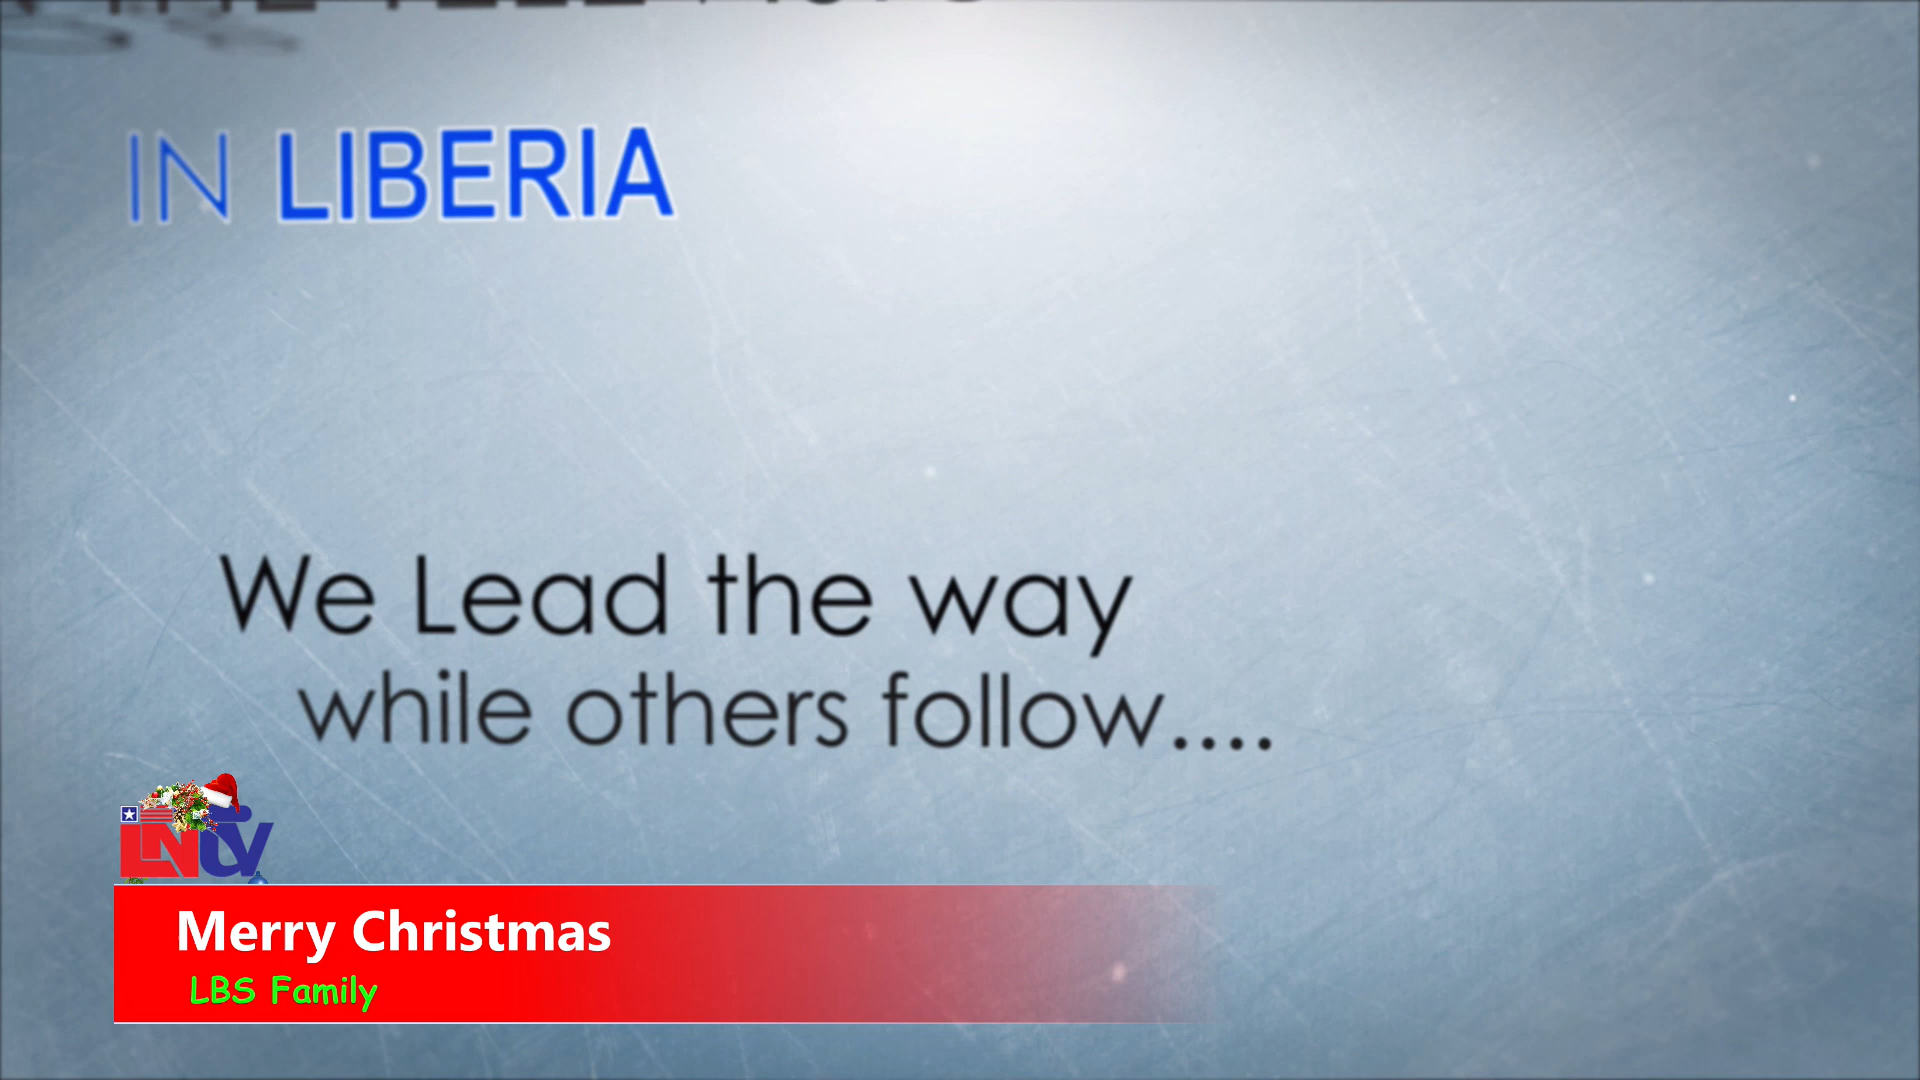 IN LIBERIA
We Lead the way
while others follow....
LNTV
Merry Christmas
LBS Family